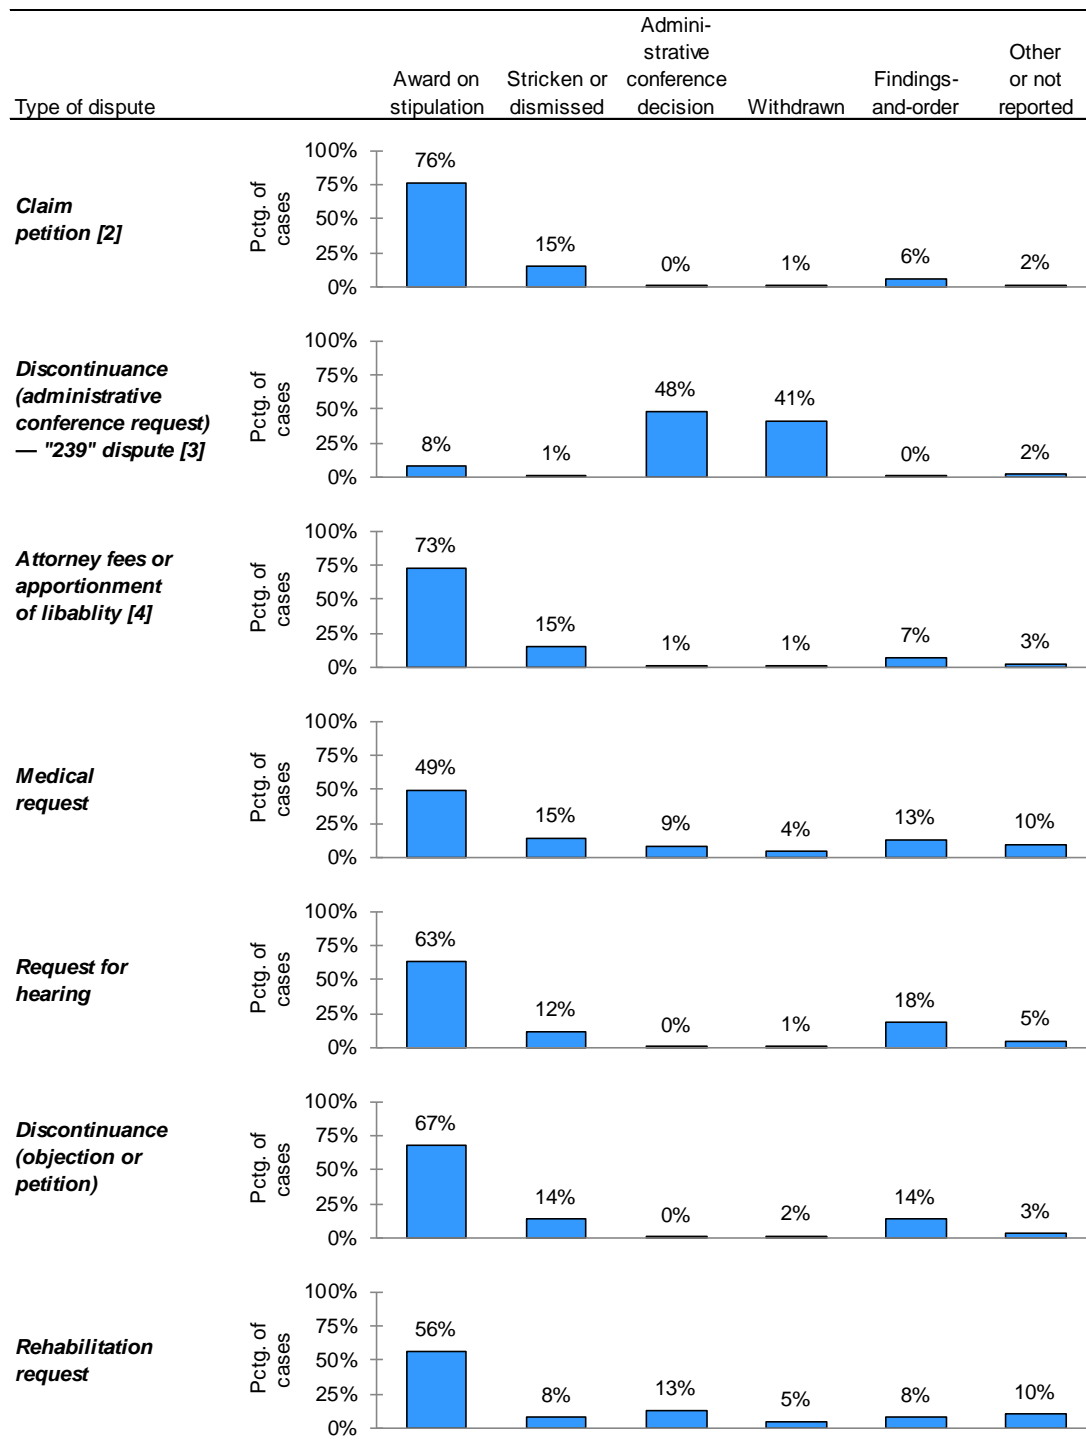 Type of dispute
Award on
stipulation
Stricken or
dismissed
Admini-
strative
conference
decision
Withdrawn
Findings-
and-order
Other
or not
reported
Claim
petition [2]
Pctg. of
cases
100%
75%
50%
25%
0%
76%
15%
0%
1%
6%
2%
Discontinuance
(administrative
conference request)
— "239" dispute [3]
Pctg. of
cases
100%
75%
50%
25%
0%
8%
1%
48%
41%
0%
2%
Attorney fees or
apportionment
of libablity [4]
Pctg. of
cases
100%
75%
50%
25%
0%
73%
15%
1%
1%
7%
3%
Medical
request
Pctg. of
cases
100%
75%
50%
25%
0%
49%
15%
9%
4%
13%
10%
Request for
hearing
Pctg. of
cases
100%
75%
50%
25%
0%
63%
12%
0%
1%
18%
5%
Discontinuance
(objection or
petition)
Pctg. of
cases
100%
75%
50%
25%
0%
67%
14%
0%
2%
14%
3%
Rehabilitation
request
Pctg. of
cases
100%
75%
50%
25%
0%
56%
8%
13%
5%
8%
10%